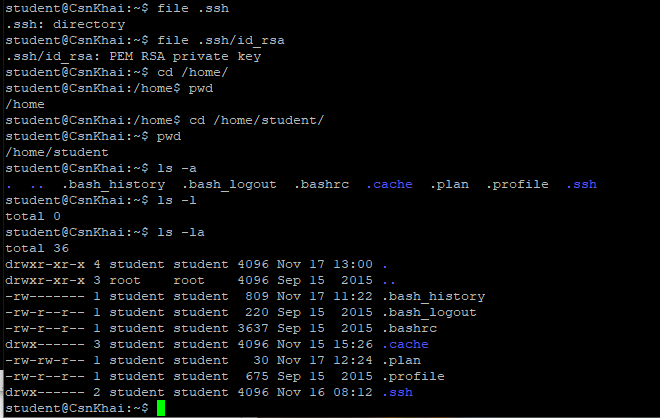 student@CsnKhai:~$ file .ssh
.ssh: directory
student@CsnKhai:~$ file .ssh/id_rsa
.ssh/id_rsa: PEM RSA private key
student@CsnKhai:~$ cd /home/
student@CsnKhai:/home$ pwd
/home
student@CsnKhai:/home$ cd /home/student/
student@CsnKhai:~$ pwd
/home/student
student@CsnKhai:~$ ls -a
.  ..  .bash_history  .bash_logout  .bashrc  .cache  .plan  .profile  .ssh
student@CsnKhai:~$ ls -l
total 0
student@CsnKhai:~$ ls -la
total 36
drwxr-xr-x 4 student student 4096 Nov 17 13:00 .
drwxr-xr-x 3 root    root    4096 Sep 15  2015 ..
-rw------- 1 student student  809 Nov 17 11:22 .bash_history
-rw-r--r-- 1 student student  220 Sep 15  2015 .bash_logout
-rw-r--r-- 1 student student 3637 Sep 15  2015 .bashrc
drwx------ 3 student student 4096 Nov 15 15:26 .cache
-rw-rw-r-- 1 student student   30 Nov 17 12:24 .plan
-rw-r--r-- 1 student student  675 Sep 15  2015 .profile
drwx------ 2 student student 4096 Nov 16 08:12 .ssh
student@CsnKhai:~$